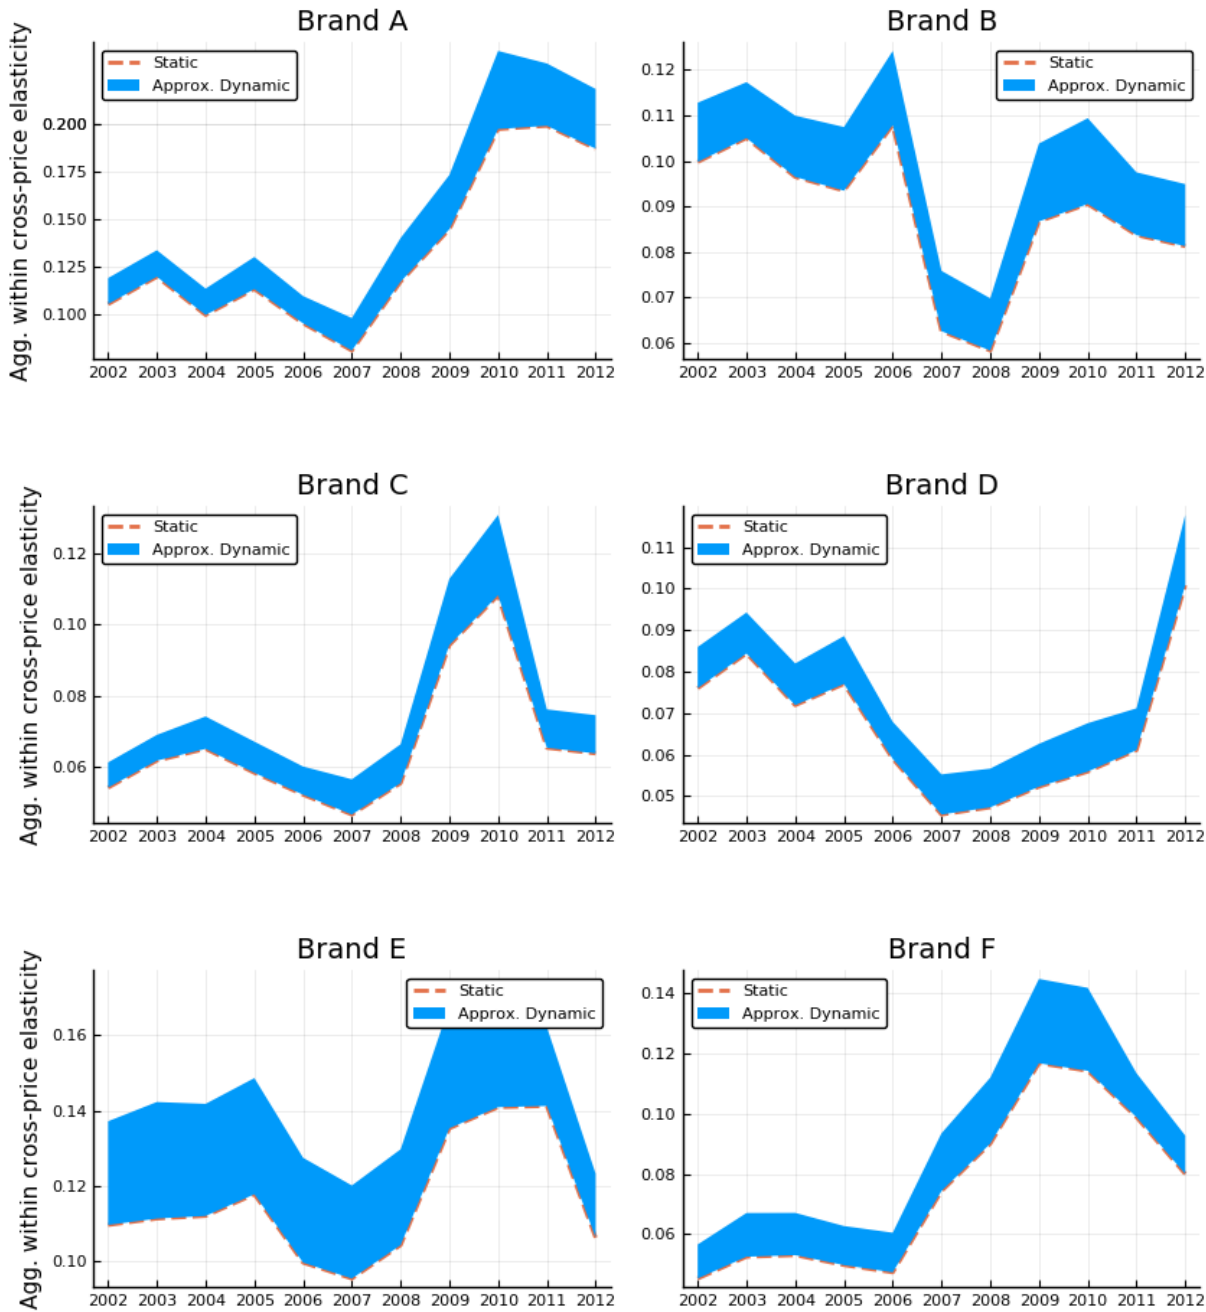 Brand A
Agg. within cross-price elasticity
Static
Approx. Dynamic
0.200
0.175
0.150
0.125
0.100
2002 2003 2004 2005 2006 2007 2008 2009 2010 2011 2012
Brand B
Static
Approx. Dynamic
0.12
0.11
0.10
0.09
0.08
0.07
0.06
2002 2003 2004 2005 2006 2007 2008 2009 2010 2011 2012
Brand C
Agg. within cross-price elasticity
Static
Approx. Dynamic
0.12
0.10
0.08
0.06
2002 2003 2004 2005 2006 2007 2008 2009 2010 2011 2012
Brand D
Static
Approx. Dynamic
0.11
0.10
0.09
0.08
0.07
0.06
0.05
2002 2003 2004 2005 2006 2007 2008 2009 2010 2011 2012
Brand E
Agg. within cross-price elasticity
Static
Approx. Dynamic
0.16
0.14
0.12
0.10
2002 2003 2004 2005 2006 2007 2008 2009 2010 2011 2012
Brand F
Static
Approx. Dynamic
0.14
0.12
0.10
0.08
0.06
2002 2003 2004 2005 2006 2007 2008 2009 2010 2011 2012